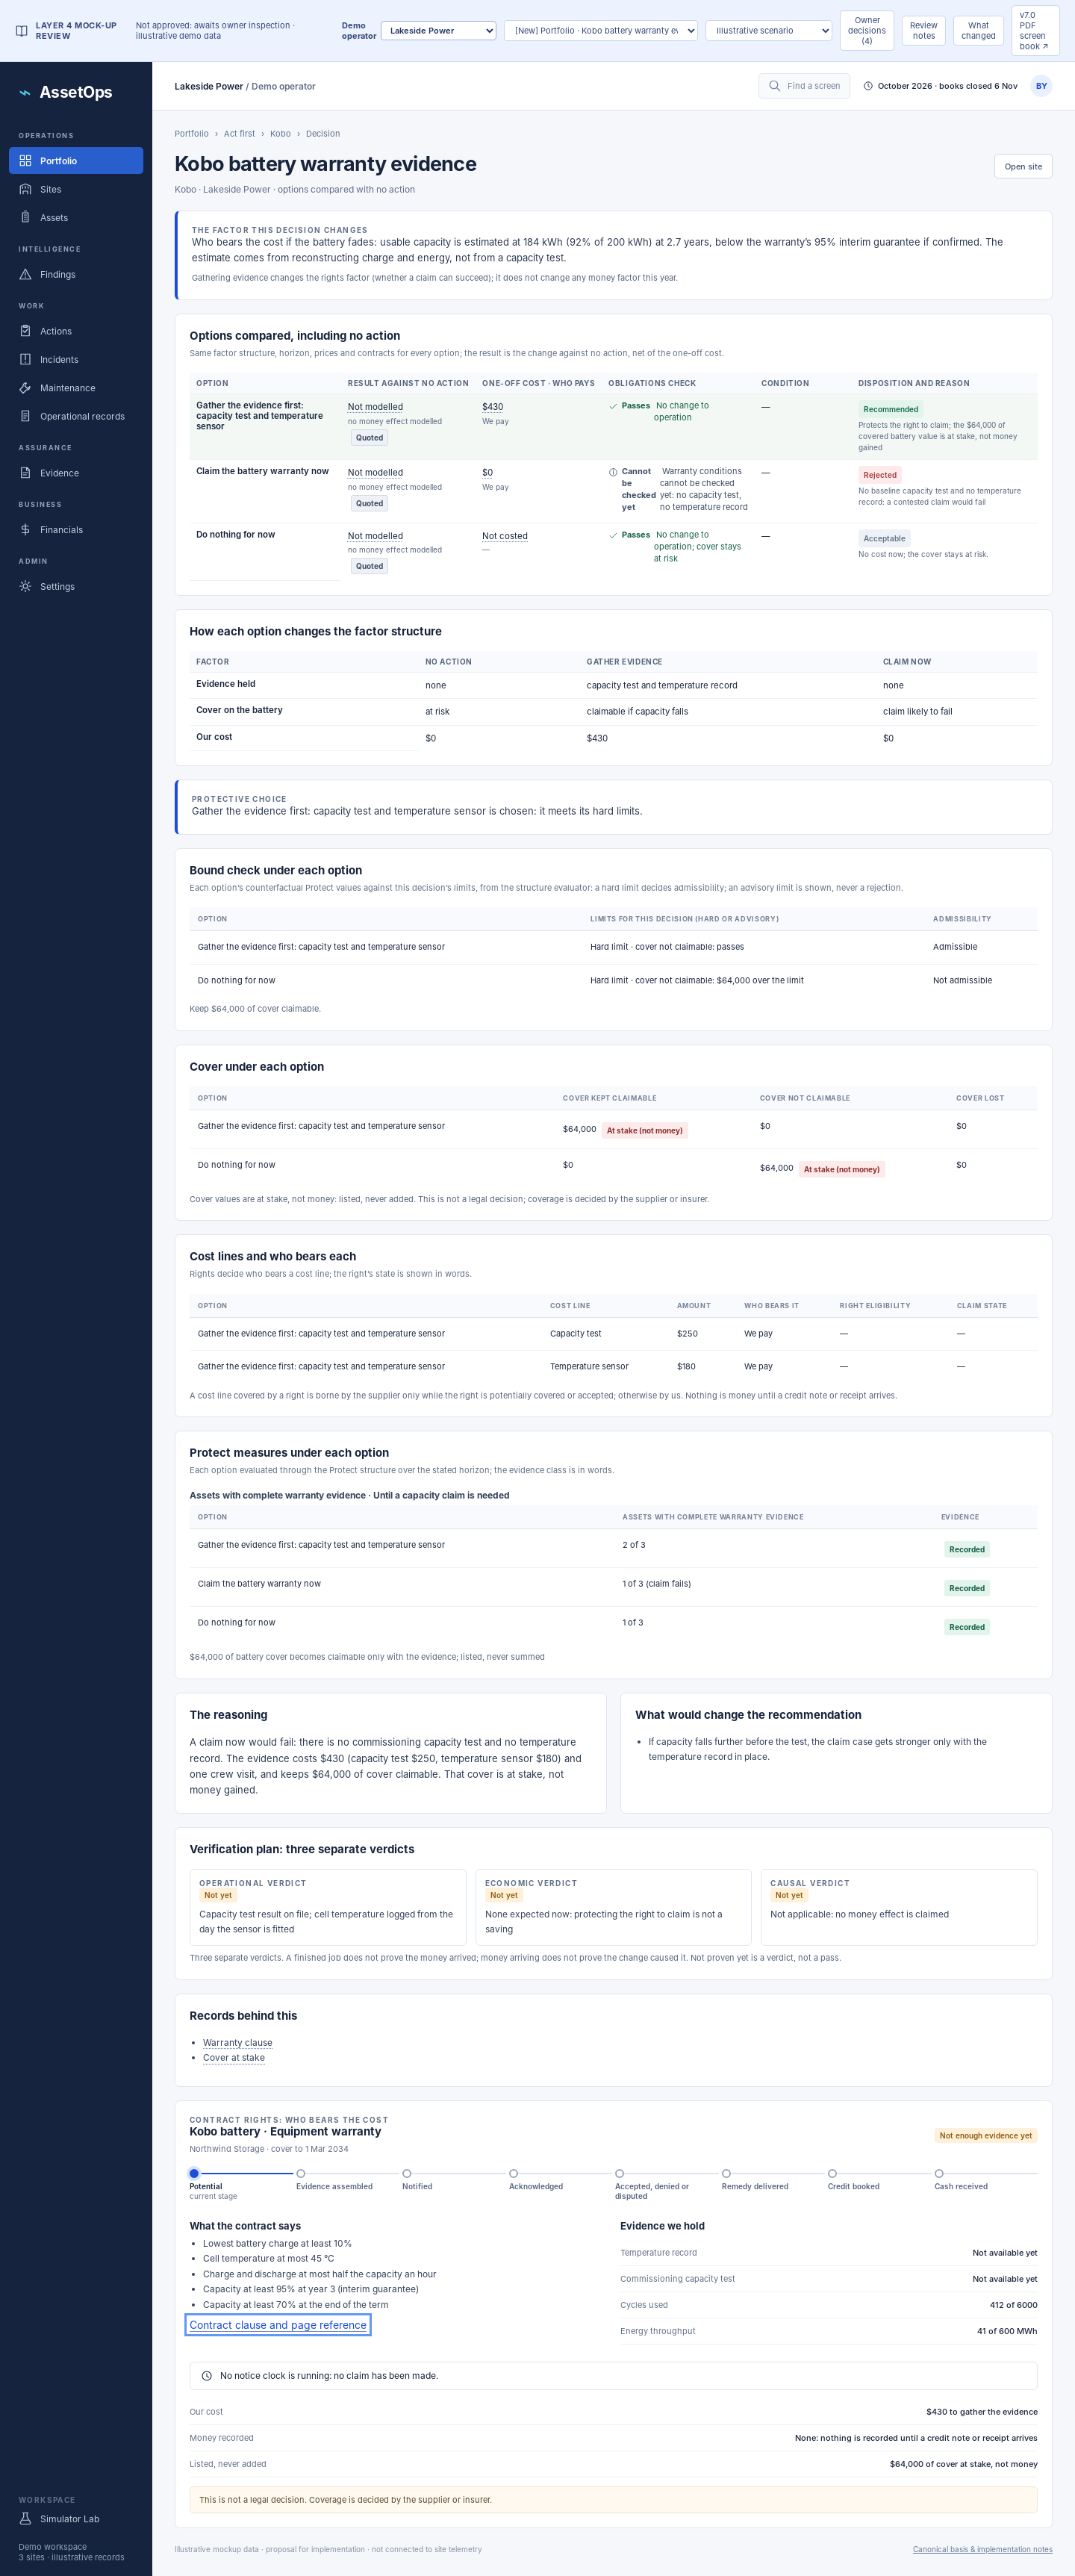 LAYER 4 MOCK-UP REVIEW
Not approved: awaits owner inspection · illustrative demo data
Demo operator
Lakeside Power
[New] Portfolio · Kobo battery warranty ev
Illustrative scenario
Owner decisions (4)
Review notes
What changed
v7.0 PDF screen book ↗
AssetOps
OPERATIONS
Portfolio
Sites
Assets
INTELLIGENCE
Findings
WORK
Actions
Incidents
Maintenance
Operational records
ASSURANCE
Evidence
BUSINESS
Financials
ADMIN
Settings
WORKSPACE
Simulator Lab
Demo workspace
3 sites · illustrative records
Lakeside Power / Demo operator
Find a screen
October 2026 · books closed 6 Nov
BY
Portfolio › Act first › Kobo › Decision
Kobo battery warranty evidence
Kobo · Lakeside Power · options compared with no action
Open site
THE FACTOR THIS DECISION CHANGES
Who bears the cost if the battery fades: usable capacity is estimated at 184 kWh (92% of 200 kWh) at 2.7 years, below the warranty's 95% interim guarantee if confirmed. The
estimate comes from reconstructing charge and energy, not from a capacity test.
Gathering evidence changes the rights factor (whether a claim can succeed); it does not change any money factor this year.
Options compared, including no action
Same factor structure, horizon, prices and contracts for every option; the result is the change against no action, net of the one-off cost.
OPTION RESULT AGAINST NO ACTION ONE-OFF COST · WHO PAYS OBLIGATIONS CHECK CONDITION DISPOSITION AND REASON
Gather the evidence first: capacity test and temperature sensor
Not modelled
no money effect modelled
Quoted
$430
We pay
Passes No change to operation
—
Recommended
Protects the right to claim; the $64,000 of covered battery value is at stake, not money gained
Claim the battery warranty now
Not modelled
no money effect modelled
Quoted
$0
We pay
Cannot be checked yet
Warranty conditions cannot be checked yet: no capacity test, no temperature record
—
Rejected
No baseline capacity test and no temperature record: a contested claim would fail
Do nothing for now
Not modelled
no money effect modelled
Quoted
Not costed
—
Passes No change to operation; cover stays at risk
—
Acceptable
No cost now; the cover stays at risk.
How each option changes the factor structure
FACTOR NO ACTION GATHER EVIDENCE CLAIM NOW
Evidence held none capacity test and temperature record none
Cover on the battery at risk claimable if capacity falls claim likely to fail
Our cost $0 $430 $0
PROTECTIVE CHOICE
Gather the evidence first: capacity test and temperature sensor is chosen: it meets its hard limits.
Bound check under each option
Each option's counterfactual Protect values against this decision's limits, from the structure evaluator: a hard limit decides admissibility; an advisory limit is shown, never a rejection.
OPTION LIMITS FOR THIS DECISION (HARD OR ADVISORY) ADMISSIBILITY
Gather the evidence first: capacity test and temperature sensor Hard limit · cover not claimable: passes Admissible
Do nothing for now Hard limit · cover not claimable: $64,000 over the limit Not admissible
Keep $64,000 of cover claimable.
Cover under each option
OPTION COVER KEPT CLAIMABLE COVER NOT CLAIMABLE COVER LOST
Gather the evidence first: capacity test and temperature sensor $64,000 At stake (not money) $0 $0
Do nothing for now $0 $64,000 At stake (not money) $0
Cover values are at stake, not money: listed, never added. This is not a legal decision; coverage is decided by the supplier or insurer.
Cost lines and who bears each
Rights decide who bears a cost line; the right's state is shown in words.
OPTION COST LINE AMOUNT WHO BEARS IT RIGHT ELIGIBILITY CLAIM STATE
Gather the evidence first: capacity test and temperature sensor Capacity test $250 We pay — —
Gather the evidence first: capacity test and temperature sensor Temperature sensor $180 We pay — —
A cost line covered by a right is borne by the supplier only while the right is potentially covered or accepted; otherwise by us. Nothing is money until a credit note or receipt arrives.
Protect measures under each option
Each option evaluated through the Protect structure over the stated horizon; the evidence class is in words.
Assets with complete warranty evidence · Until a capacity claim is needed
OPTION ASSETS WITH COMPLETE WARRANTY EVIDENCE EVIDENCE
Gather the evidence first: capacity test and temperature sensor 2 of 3 Recorded
Claim the battery warranty now 1 of 3 (claim fails) Recorded
Do nothing for now 1 of 3 Recorded
$64,000 of battery cover becomes claimable only with the evidence; listed, never summed
The reasoning
A claim now would fail: there is no commissioning capacity test and no temperature
record. The evidence costs $430 (capacity test $250, temperature sensor $180) and
one crew visit, and keeps $64,000 of cover claimable. That cover is at stake, not
money gained.
What would change the recommendation
• If capacity falls further before the test, the claim case gets stronger only with the
temperature record in place.
Verification plan: three separate verdicts
OPERATIONAL VERDICT
Not yet
Capacity test result on file; cell temperature logged from the
day the sensor is fitted
ECONOMIC VERDICT
Not yet
None expected now: protecting the right to claim is not a
saving
CAUSAL VERDICT
Not yet
Not applicable: no money effect is claimed
Three separate verdicts. A finished job does not prove the money arrived; money arriving does not prove the change caused it. Not proven yet is a verdict, not a pass.
Records behind this
• Warranty clause
• Cover at stake
CONTRACT RIGHTS: WHO BEARS THE COST
Kobo battery · Equipment warranty
Northwind Storage · cover to 1 Mar 2034
Not enough evidence yet
Potential
current stage
Evidence assembled
Notified
Acknowledged
Accepted, denied or disputed
Remedy delivered
Credit booked
Cash received
What the contract says
• Lowest battery charge at least 10%
• Cell temperature at most 45 °C
• Charge and discharge at most half the capacity an hour
• Capacity at least 95% at year 3 (interim guarantee)
• Capacity at least 70% at the end of the term
Contract clause and page reference
Evidence we hold
Temperature record Not available yet
Commissioning capacity test Not available yet
Cycles used 412 of 6000
Energy throughput 41 of 600 MWh
No notice clock is running: no claim has been made.
Our cost $430 to gather the evidence
Money recorded None: nothing is recorded until a credit note or receipt arrives
Listed, never added $64,000 of cover at stake, not money
This is not a legal decision. Coverage is decided by the supplier or insurer.
Illustrative mockup data · proposal for implementation · not connected to site telemetry
Canonical basis & implementation notes